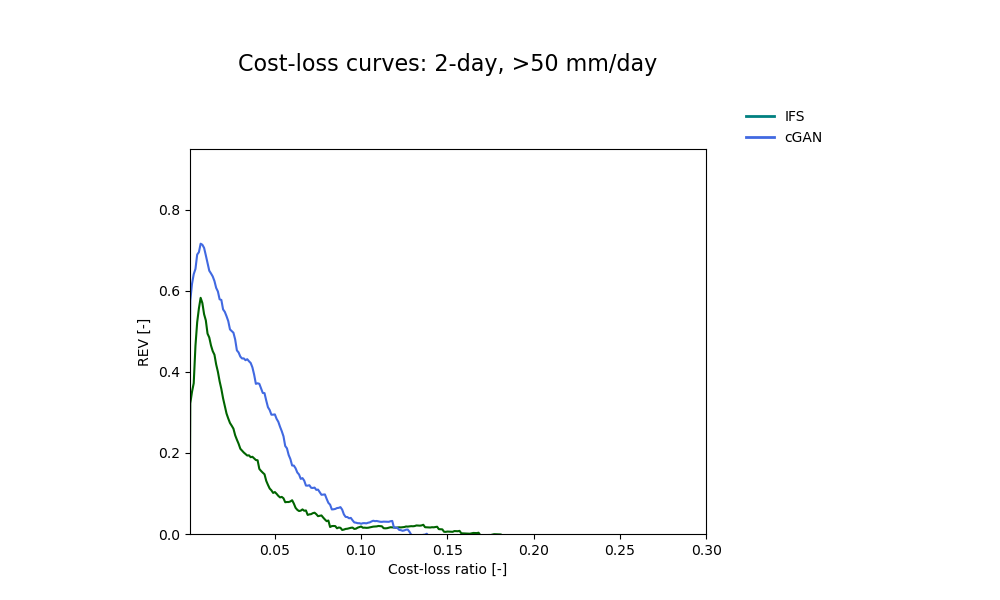 Cost-loss curves: 2-day, >50 mm/day
IFS
cGAN
REV [-]
0.8
0.6
0.4
0.2
0.0
0.05 0.10 0.15 0.20 0.25 0.30
Cost-loss ratio [-]